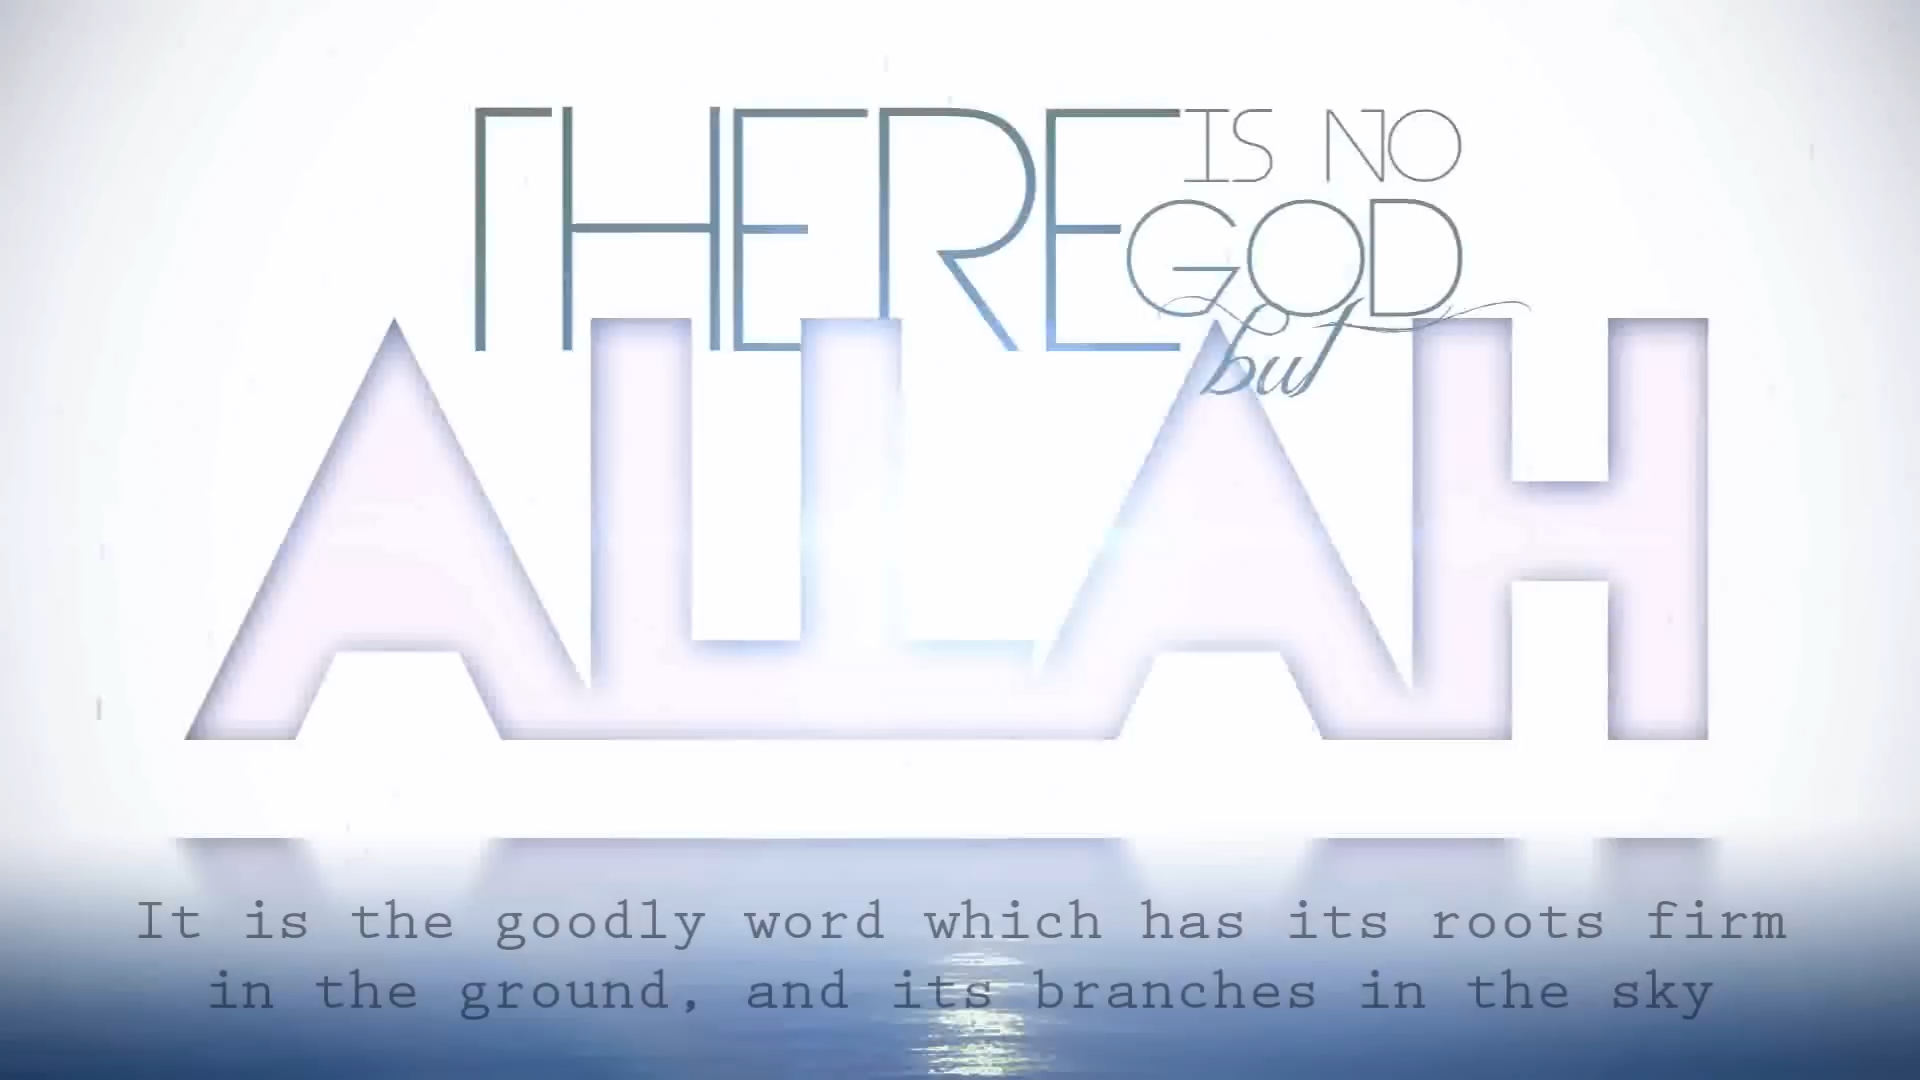 THERE IS NO
GOD
but
ALLAH
It is the goodly word which has its roots firm
in the ground, and its branches in the sky